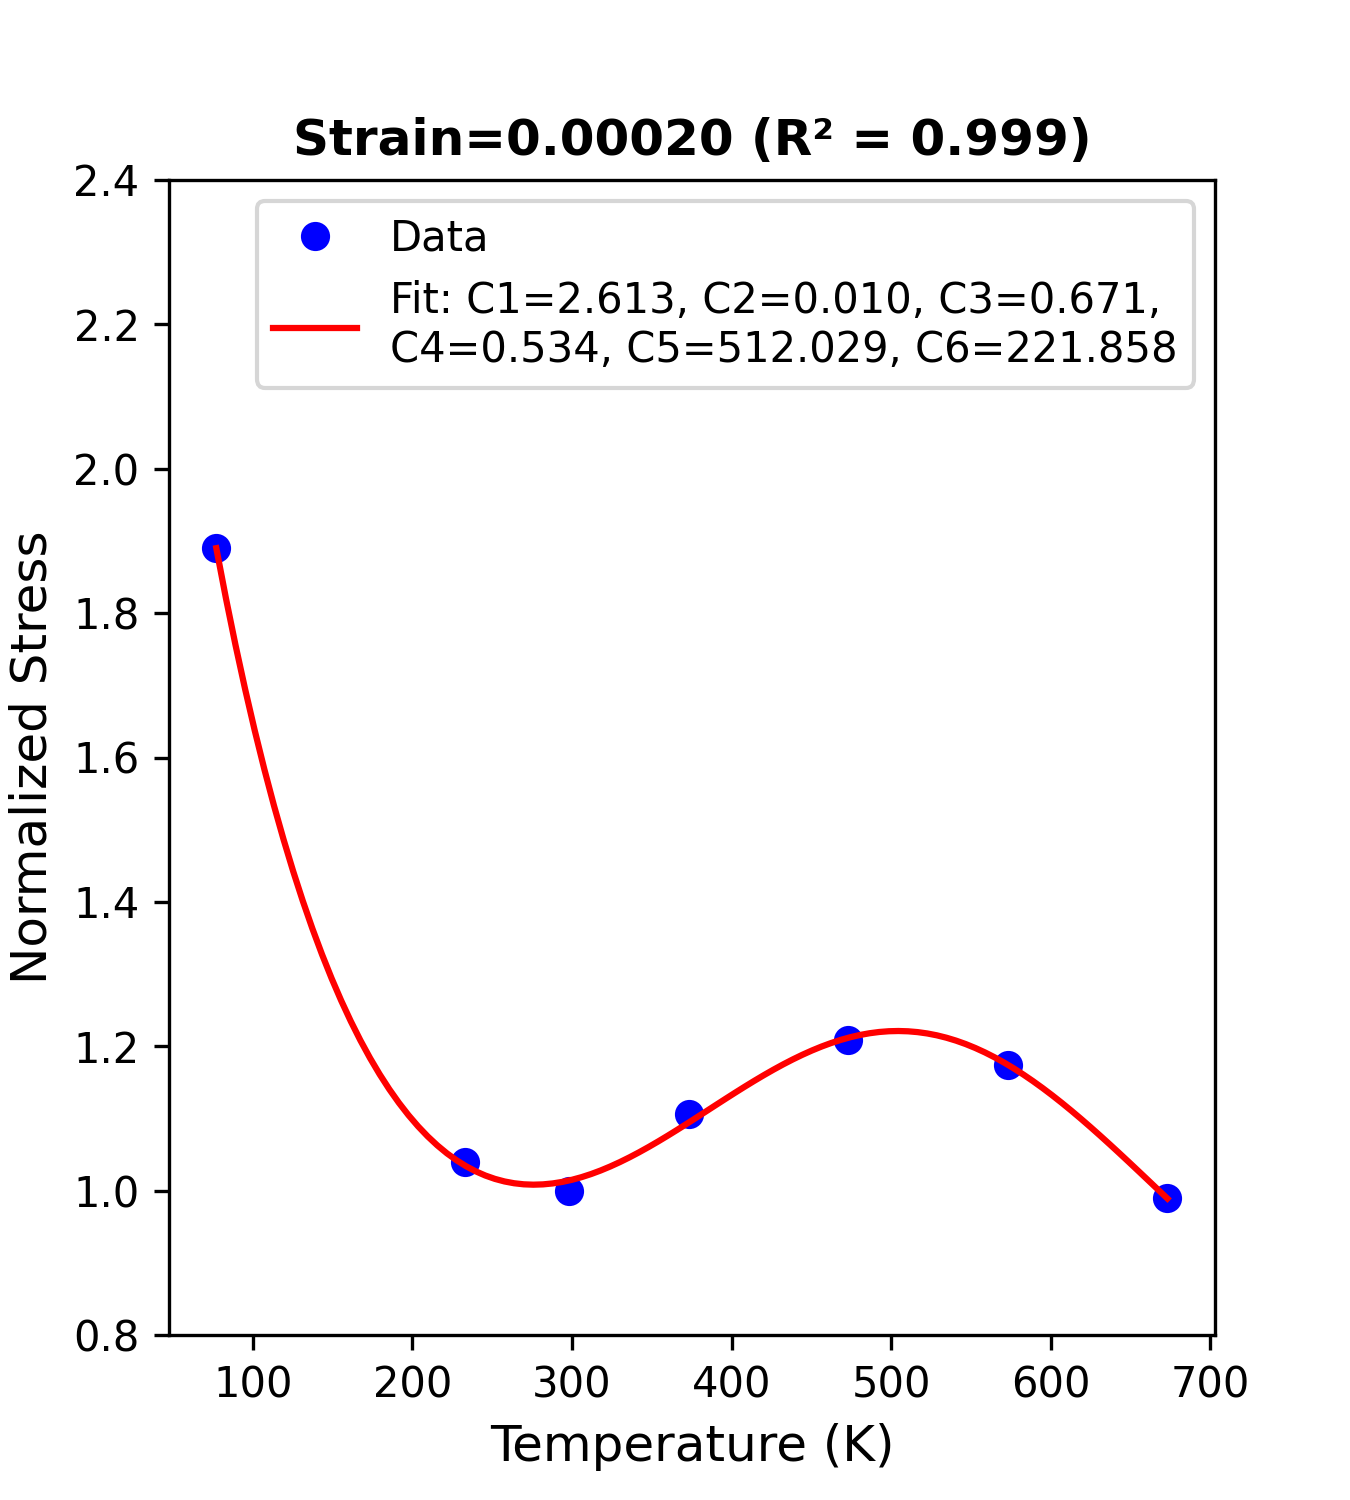 Strain=0.00020 (R² = 0.999)
2.4
2.2
2.0
1.8
1.6
1.4
1.2
1.0
0.8
Normalized Stress
Data
Fit: C1=2.613, C2=0.010, C3=0.671,
C4=0.534, C5=512.029, C6=221.858
100 200 300 400 500 600 700
Temperature (K)